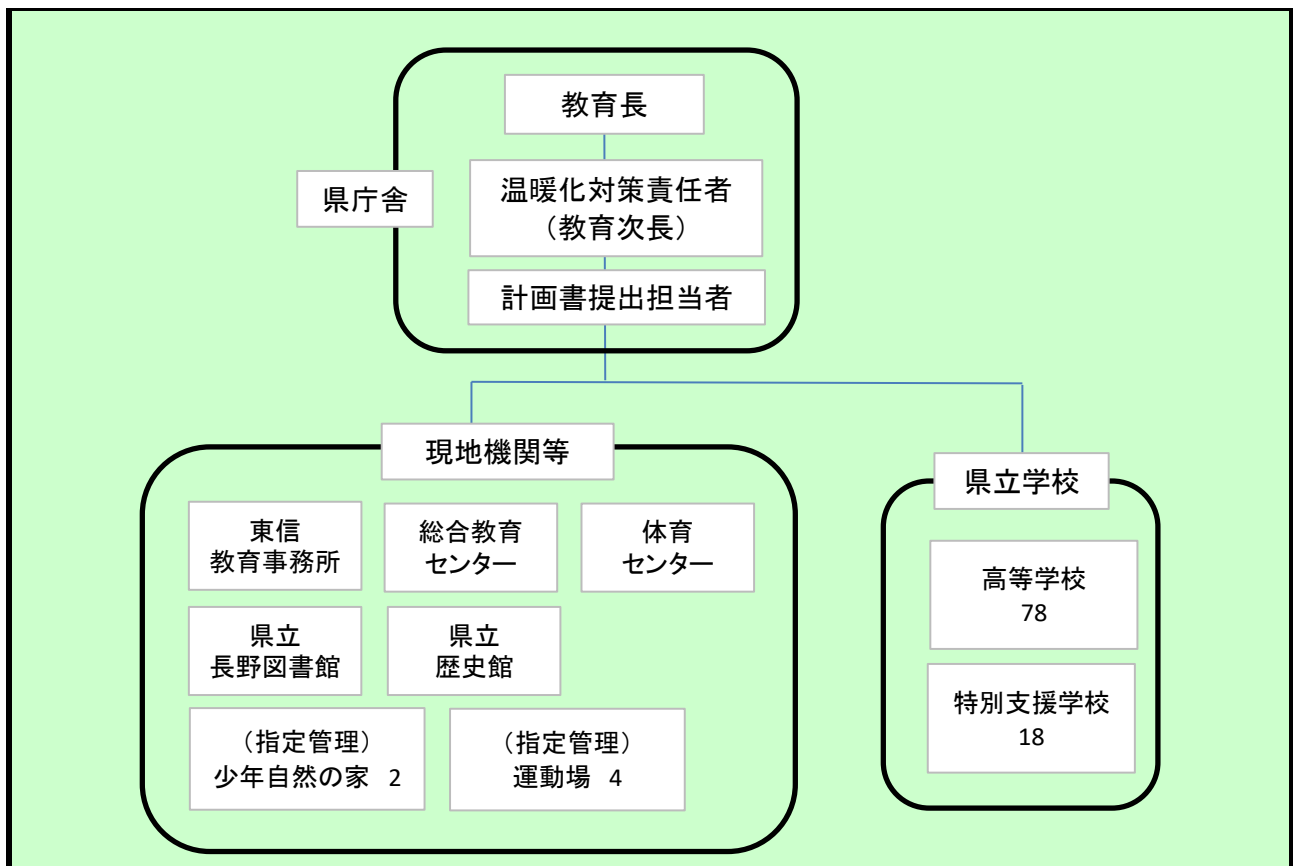 教育長
県庁舎
温暖化対策責任者
（教育次長）
計画書提出担当者
現地機関等
東信
教育事務所
総合教育
センター
体育
センター
県立
長野図書館
県立
歴史館
（指定管理）
少年自然の家 2
（指定管理）
運動場 4
県立学校
高等学校
78
特別支援学校
18